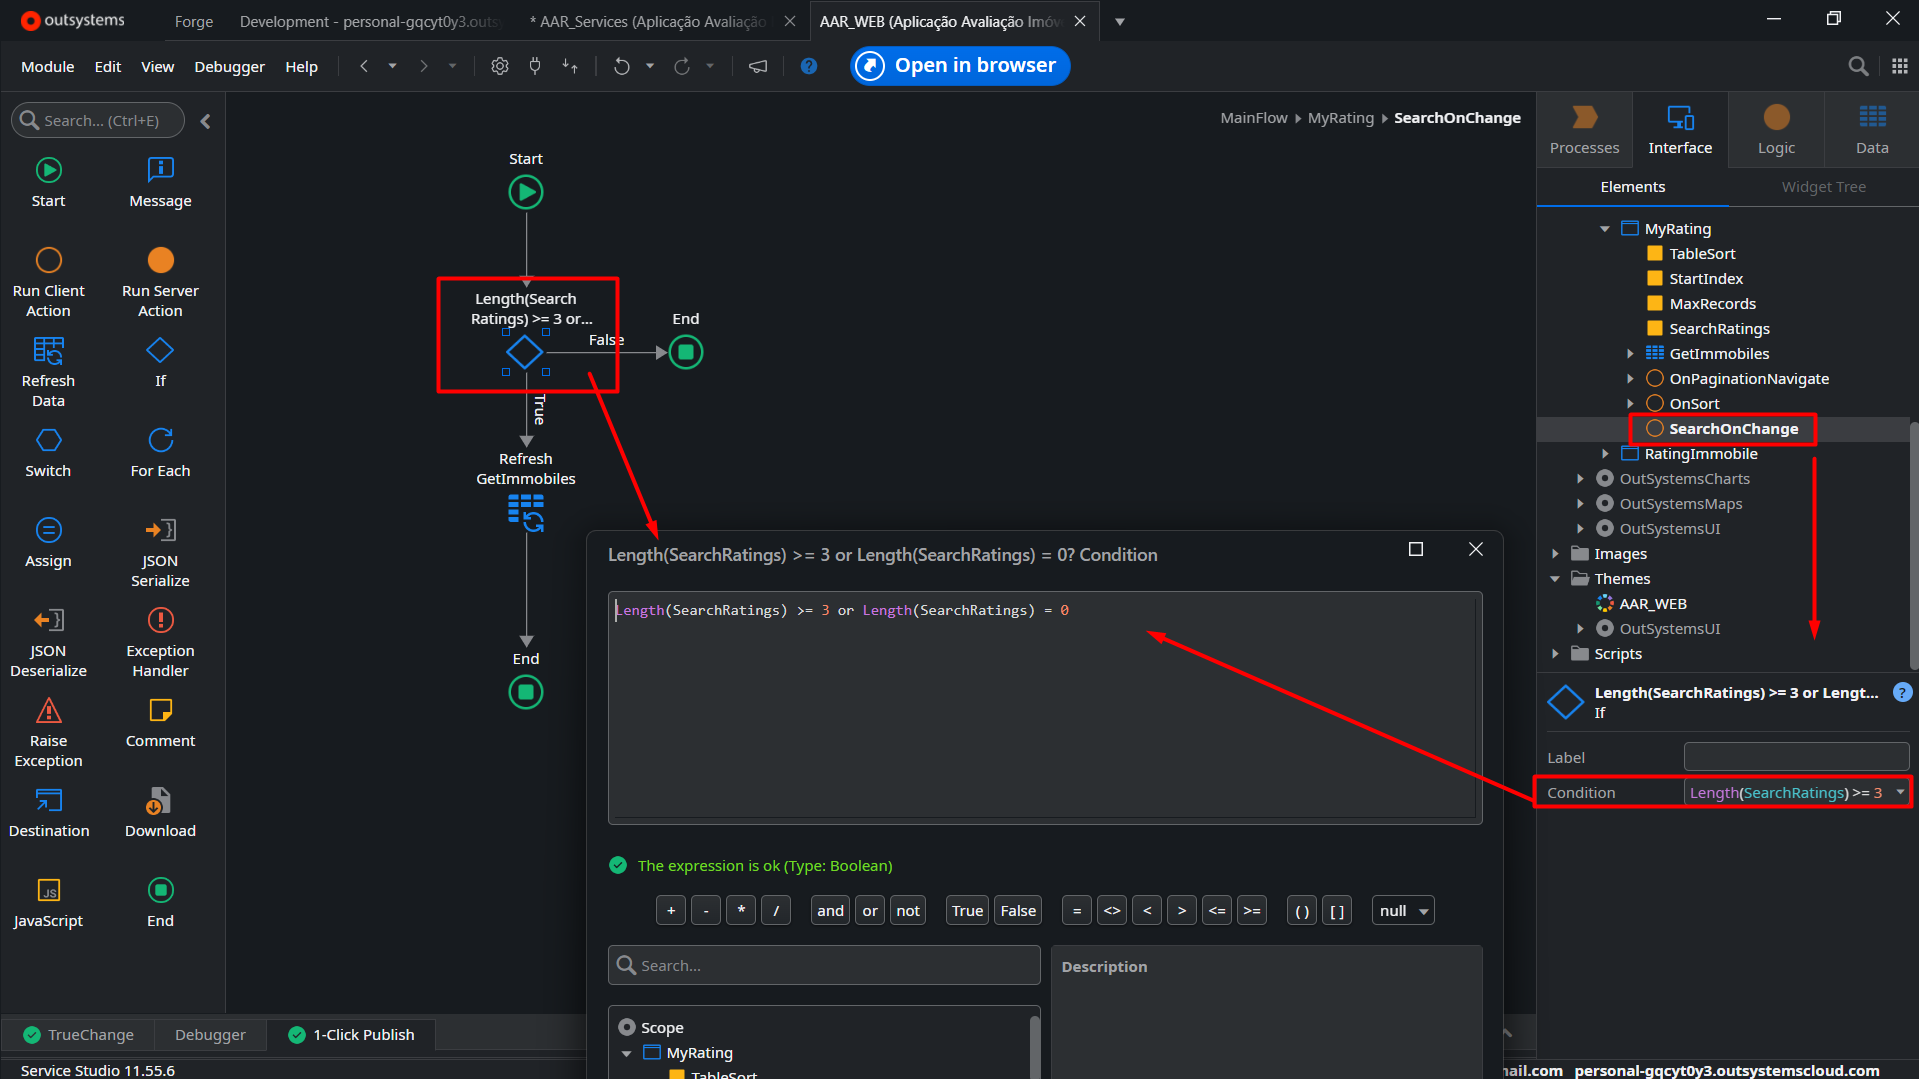 outsystems
Forge
Development - personal-gqcyt0y3.outs
* AAR_Services (Aplicação Avaliação
AAR_WEB (Aplicação Avaliação Imóv
Module Edit View Debugger Help
Open in browser
Search... (Ctrl+E)
Start
Message
Run Client Action
Run Server Action
Refresh Data
If
Switch
For Each
Assign
JSON Serialize
JSON Deserialize
Exception Handler
Raise Exception
Comment
Destination
Download
JavaScript
End
MainFlow MyRating SearchOnChange
Start
Length(Search
Ratings) >= 3 or...
False
End
True
Refresh
GetImmobiles
End
Length(SearchRatings) >= 3 or Length(SearchRatings) = 0? Condition
Length(SearchRatings) >= 3 or Length(SearchRatings) = 0
The expression is ok (Type: Boolean)
+ - * / and or not True False = <> < > <= >= ( ) [ ] null
Search...
Description
Scope
MyRating
TableSort
Processes Interface Logic Data
Elements Widget Tree
MyRating
TableSort
StartIndex
MaxRecords
SearchRatings
GetImmobiles
OnPaginationNavigate
OnSort
SearchOnChange
RatingImmobile
OutSystemsCharts
OutSystemsMaps
OutSystemsUI
Images
Themes
AAR_WEB
OutSystemsUI
Scripts
Length(SearchRatings) >= 3 or Lengt...
If
Label
Condition Length(SearchRatings) >= 3
TrueChange Debugger 1-Click Publish
Service Studio 11.55.6
nail.com personal-gqcyt0y3.outsystemscloud.com